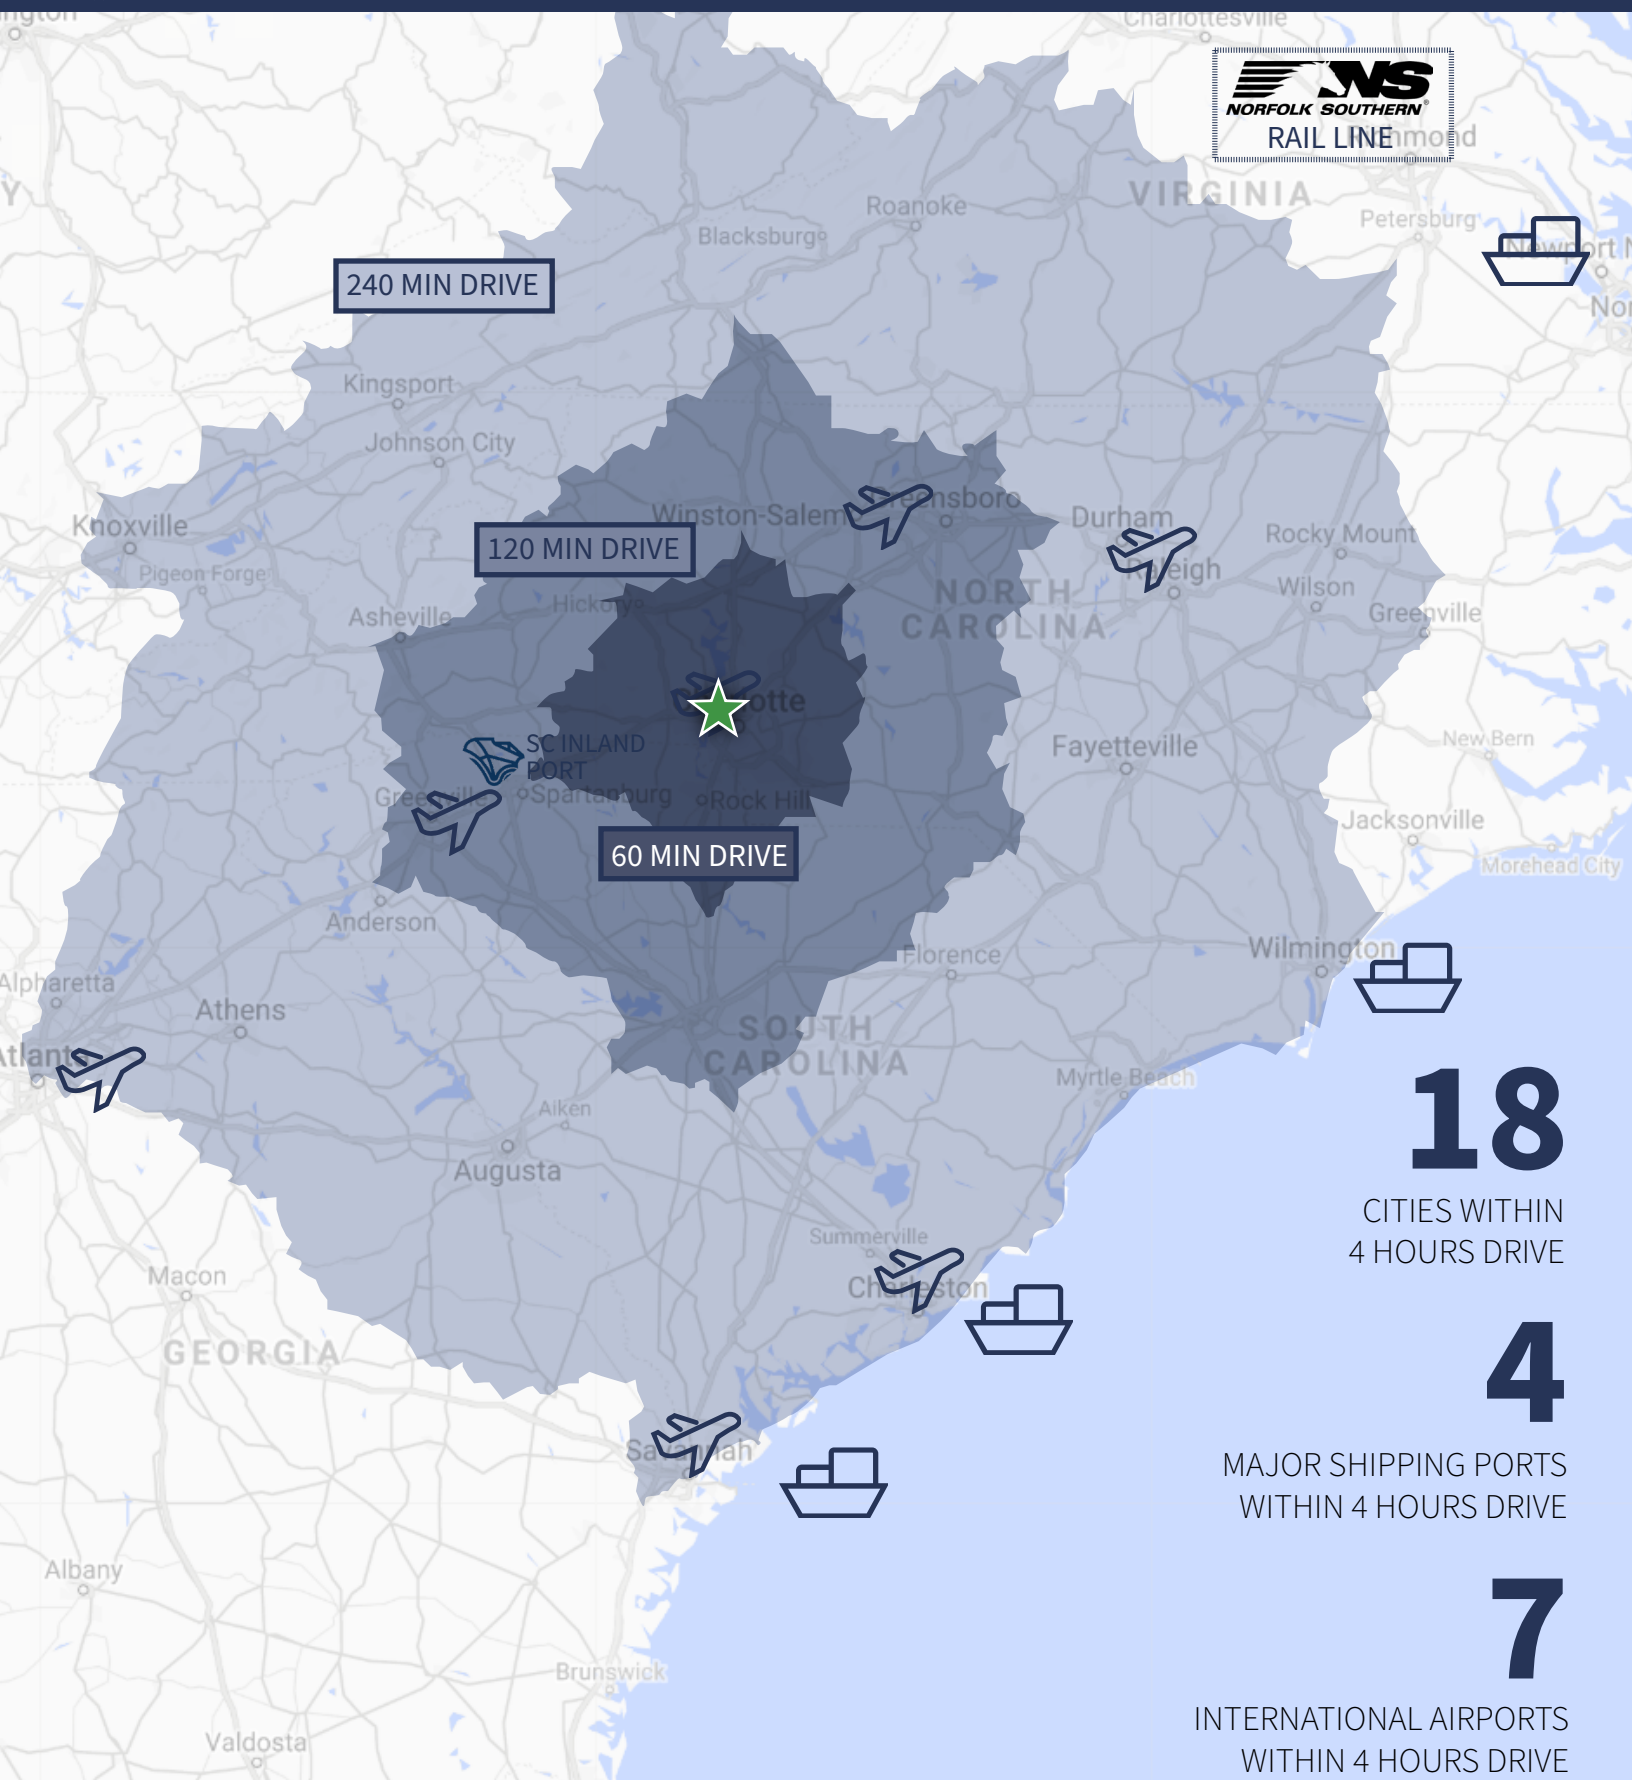 Charlottesville
NS
NORFOLK SOUTHERN®
RAIL LINE
VIRGINIA
Roanoke
Petersburg
Blacksburg
240 MIN DRIVE
Kingsport
Johnson City
Winston-Salem
Durham
Knoxville
Rocky Mount
120 MIN DRIVE
Pigeon Forge
Wilson
NORTH
CAROLINA
Hickory
Asheville
Greenville
SC INLAND
PORT
Fayetteville
New Bern
Spartanburg
Rock Hill
Jacksonville
60 MIN DRIVE
Morehead City
Anderson
Florence
Wilmington
Alpharetta
Athens
SOUTH
CAROLINA
Myrtle Beach
Aiken
Augusta
18
CITIES WITHIN
4 HOURS DRIVE
Summerville
Charleston
Macon
GEORGIA
4
MAJOR SHIPPING PORTS
WITHIN 4 HOURS DRIVE
Savannah
Albany
7
INTERNATIONAL AIRPORTS
WITHIN 4 HOURS DRIVE
Brunswick
Valdosta